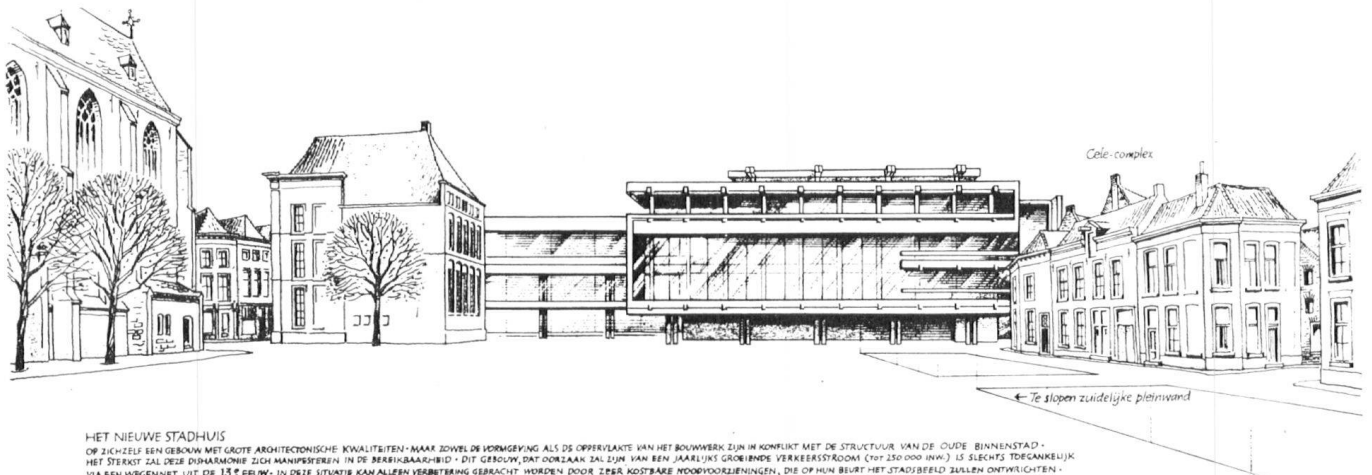 Cele-complex
← Te slopen zuidelijke pleinwand
HET NIEUWE STADHUIS
OP ZICHZELF EEN GEBOUW MET GROTE ARCHITECTONISCHE KWALITEITEN · MAAR ZOWEL DE VORMGEVING ALS DE OPPERVLAKTE VAN HET BOUWWERK ZIJN IN KONFLIKT MET DE STRUCTUUR VAN DE OUDE BINNENSTAD ·
HET STERKST ZAL DEZE DISHARMONIE ZICH MANIFESTEREN IN DE BEREIKBAARHEID · DIT GEBOUW, DAT OORZAAK ZAL ZIJN VAN EEN JAARLIJKS GROEIENDE VERKEERSSTROOM (TOT 250 000 INW.) IS SLECHTS TOEGANKELIJK
VIA EEN WEGENNET UIT DE 13e EEUW · IN DEZE SITUATIE KAN ALLEEN VERBETERING GEBRACHT WORDEN DOOR ZEER KOSTBARE NOODVOORZIENINGEN, DIE OP HUN BEURT HET STADSBEELD ZULLEN ONTWRICHTEN ·